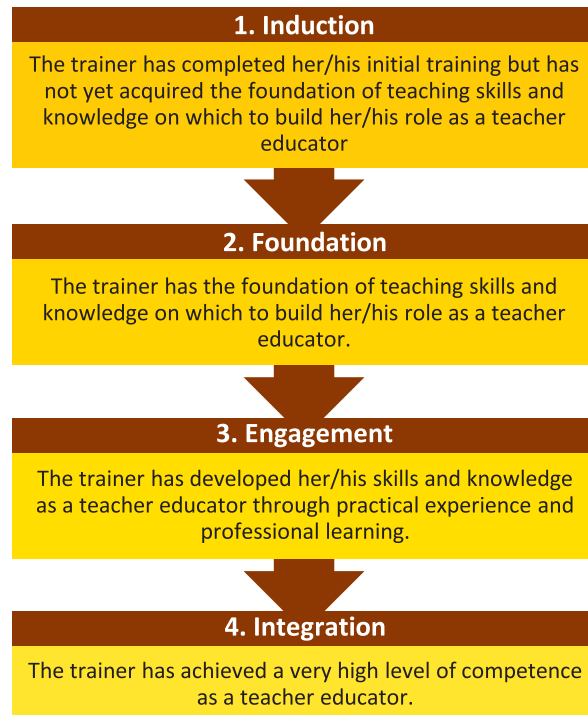 1. Induction
The trainer has completed her/his initial training but has
not yet acquired the foundation of teaching skills and
knowledge on which to build her/his role as a teacher
educator
2. Foundation
The trainer has the foundation of teaching skills and
knowledge on which to build her/his role as a teacher
educator.
3. Engagement
The trainer has developed her/his skills and knowledge
as a teacher educator through practical experience and
professional learning.
4. Integration
The trainer has achieved a very high level of competence
as a teacher educator.